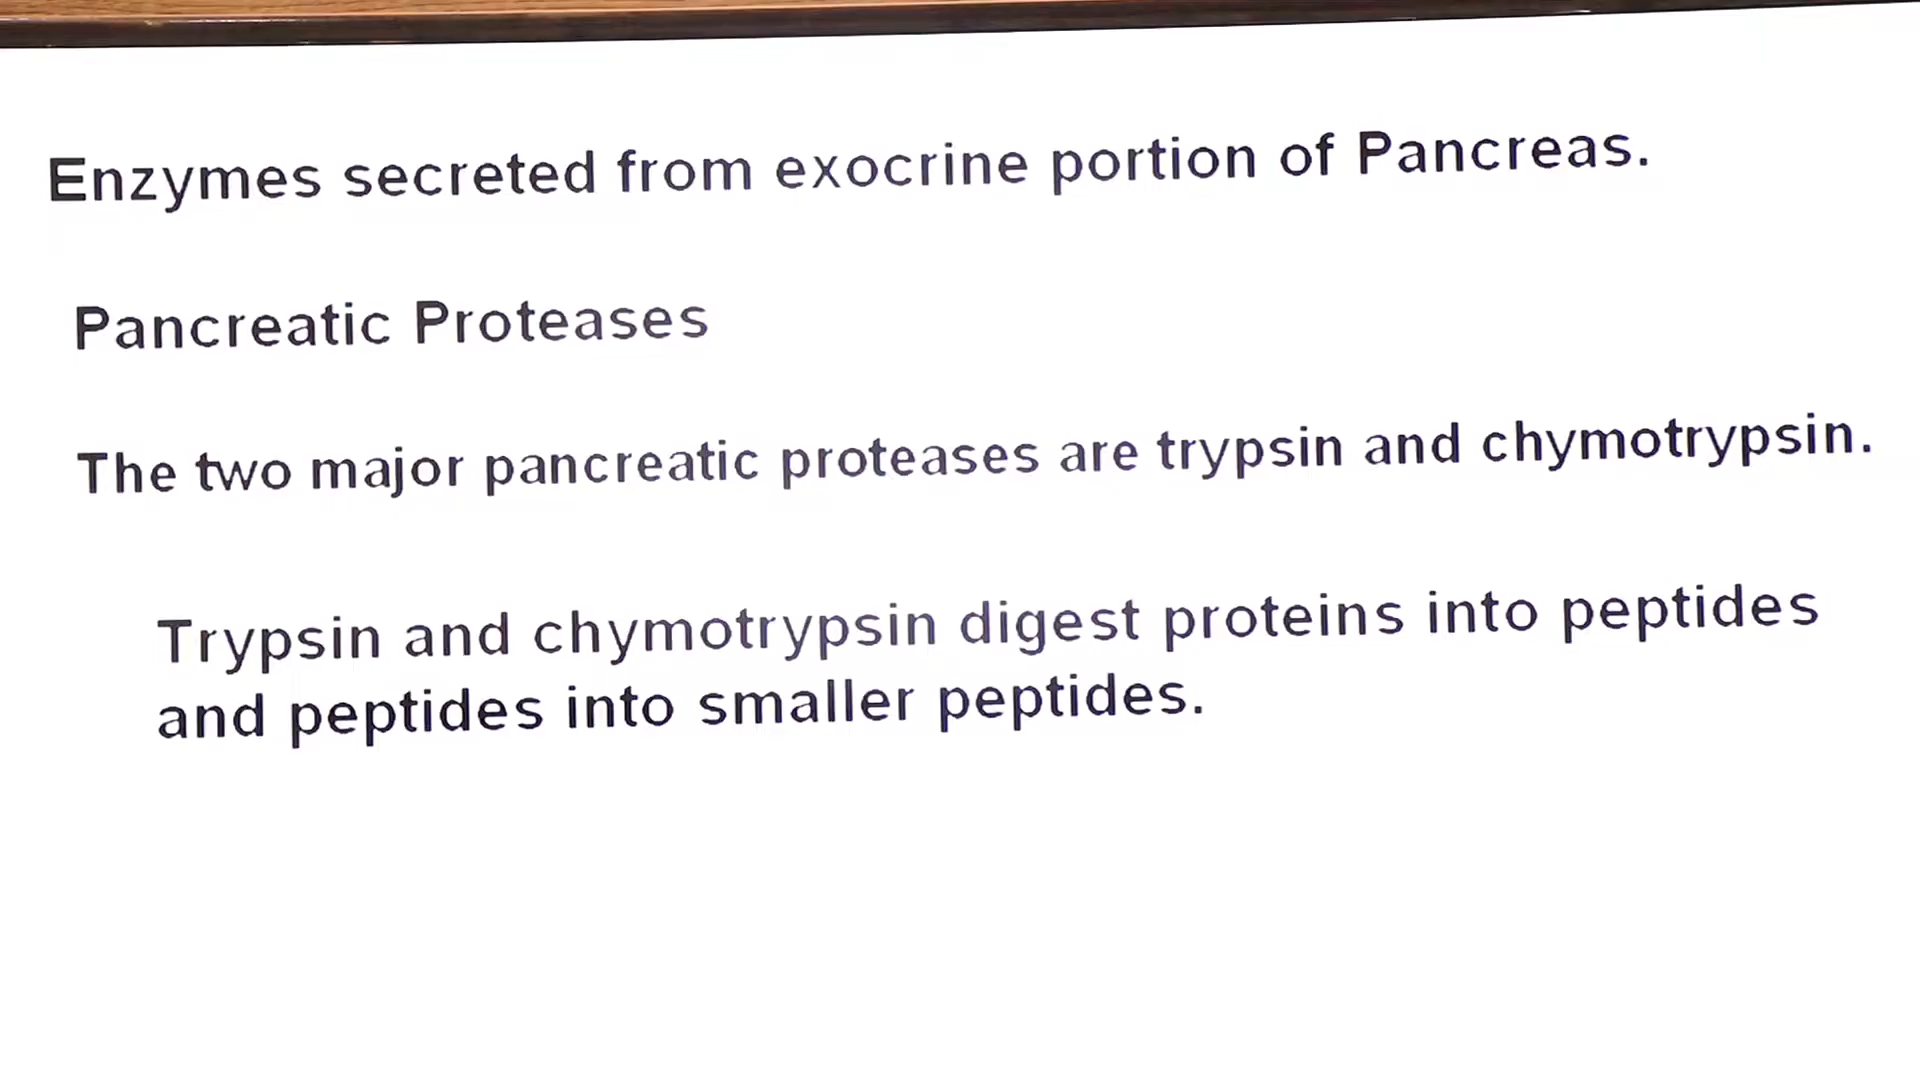 Enzymes secreted from exocrine portion of Pancreas.
Pancreatic Proteases
The two major pancreatic proteases are trypsin and chymotrypsin.
Trypsin and chymotrypsin digest proteins into peptides
and peptides into smaller peptides.